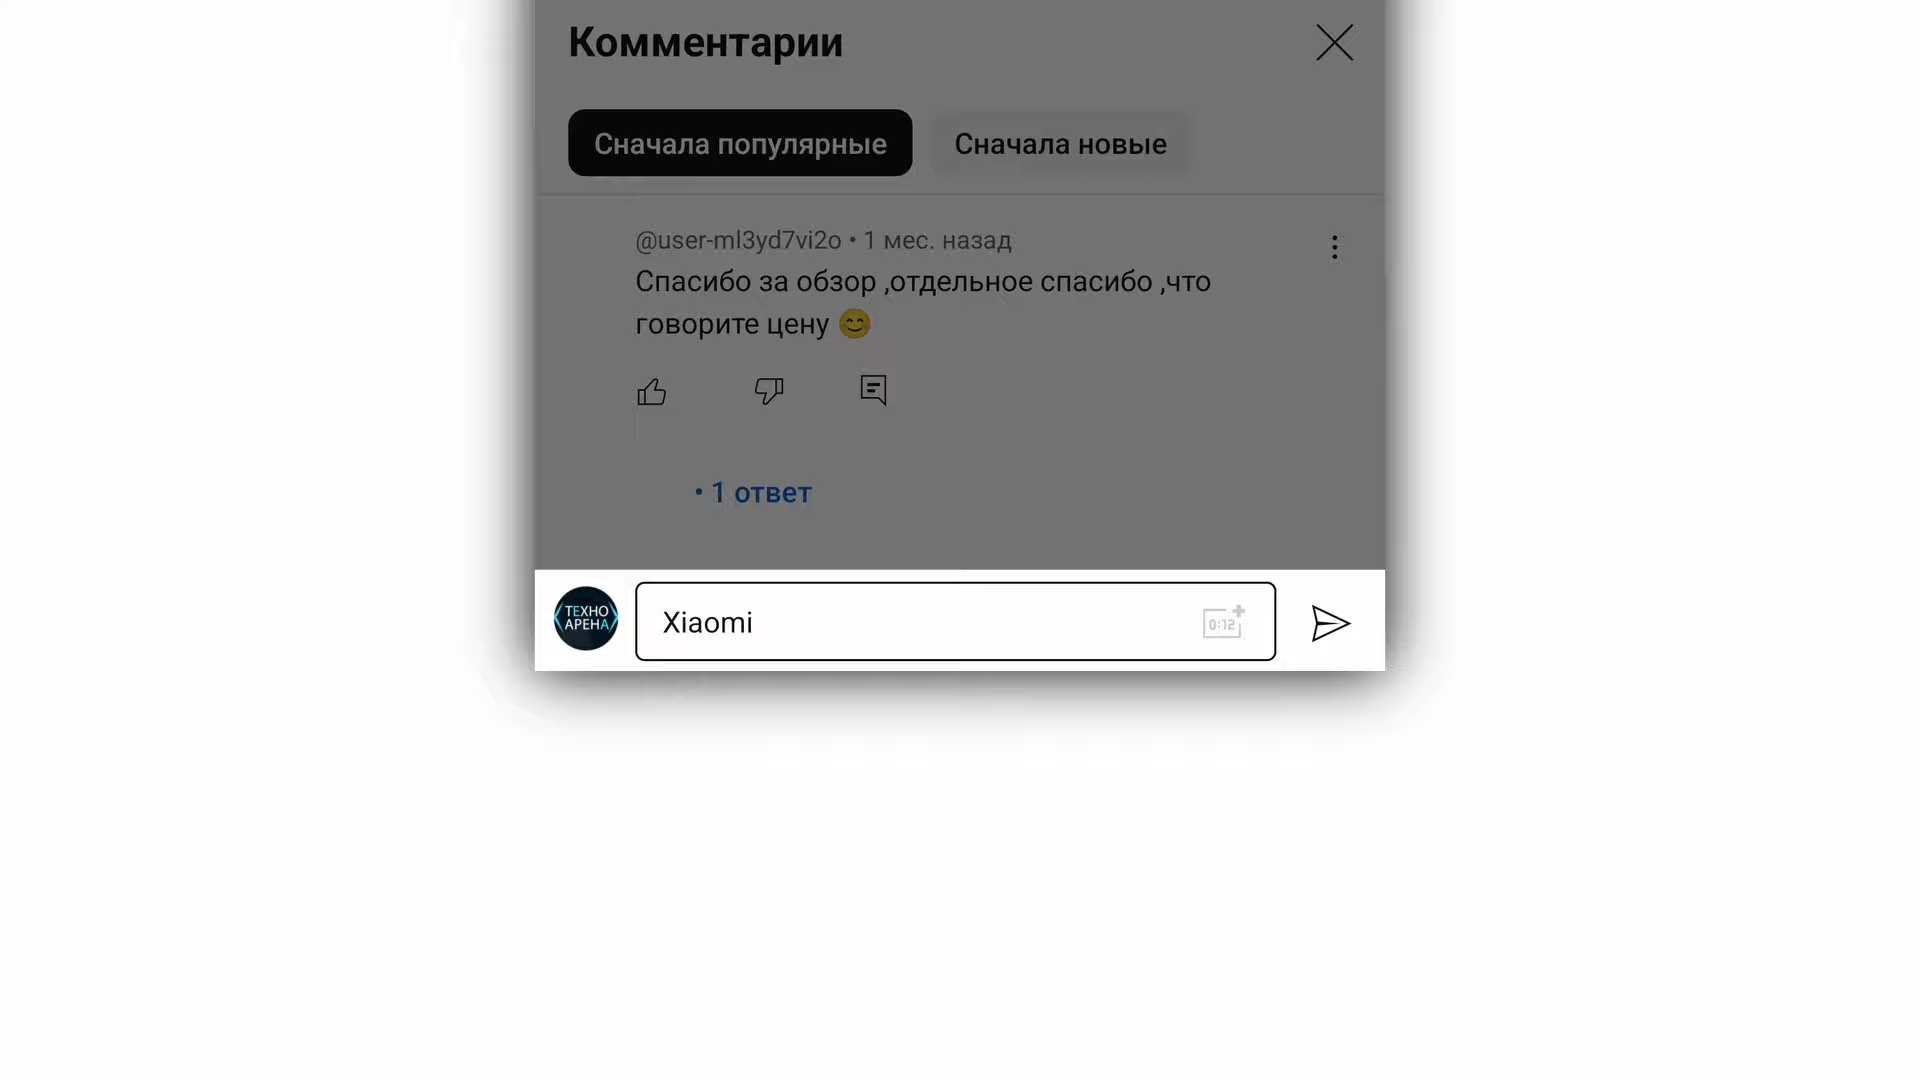 Комментарии
Сначала популярные
Сначала новые
@user-ml3yd7vi2o • 1 мес. назад
Спасибо за обзор ,отдельное спасибо ,что
говорите цену 😊
• 1 ответ
ТЕХНО
АРЕНА
Xiaomi
0:12